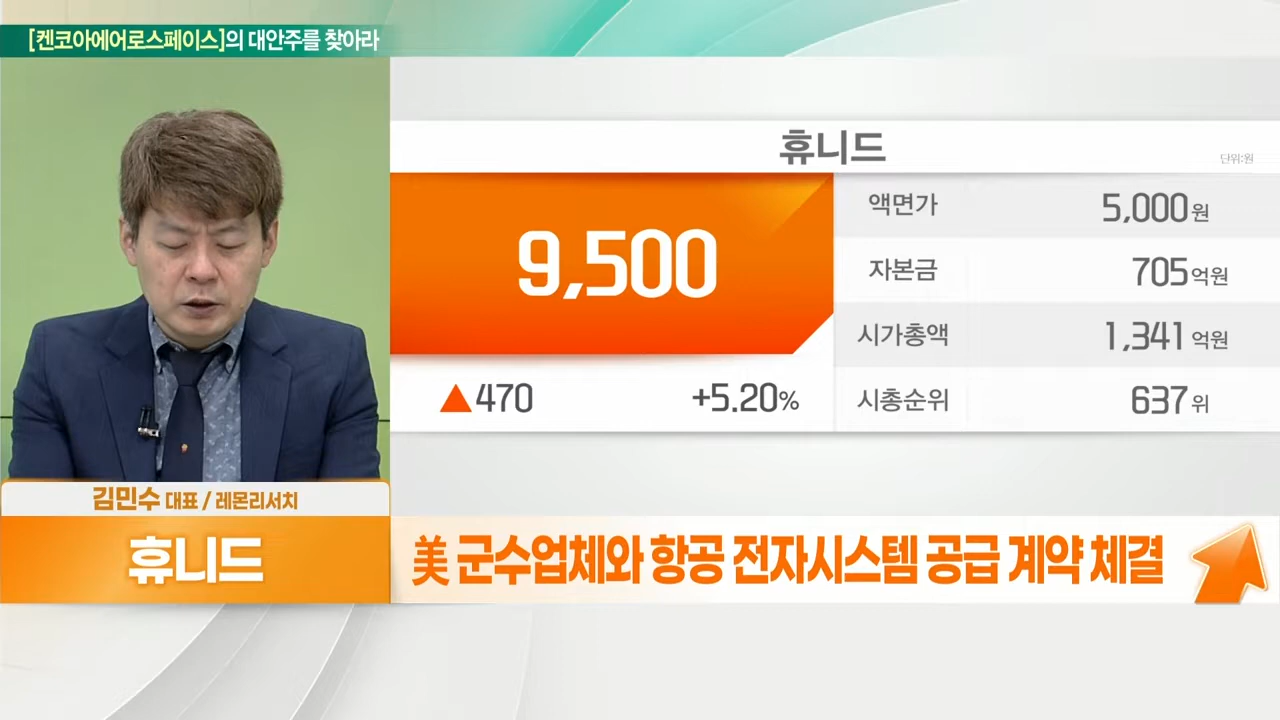 [켄코아에어로스페이스]의 대안주를 찾아라
휴니드
단위:원
9,500
▲470 +5.20%
액면가 5,000원
자본금 705억원
시가총액 1,341억원
시총순위 637위
김민수 대표 / 레몬리서치
휴니드
美 군수업체와 항공 전자시스템 공급 계약 체결